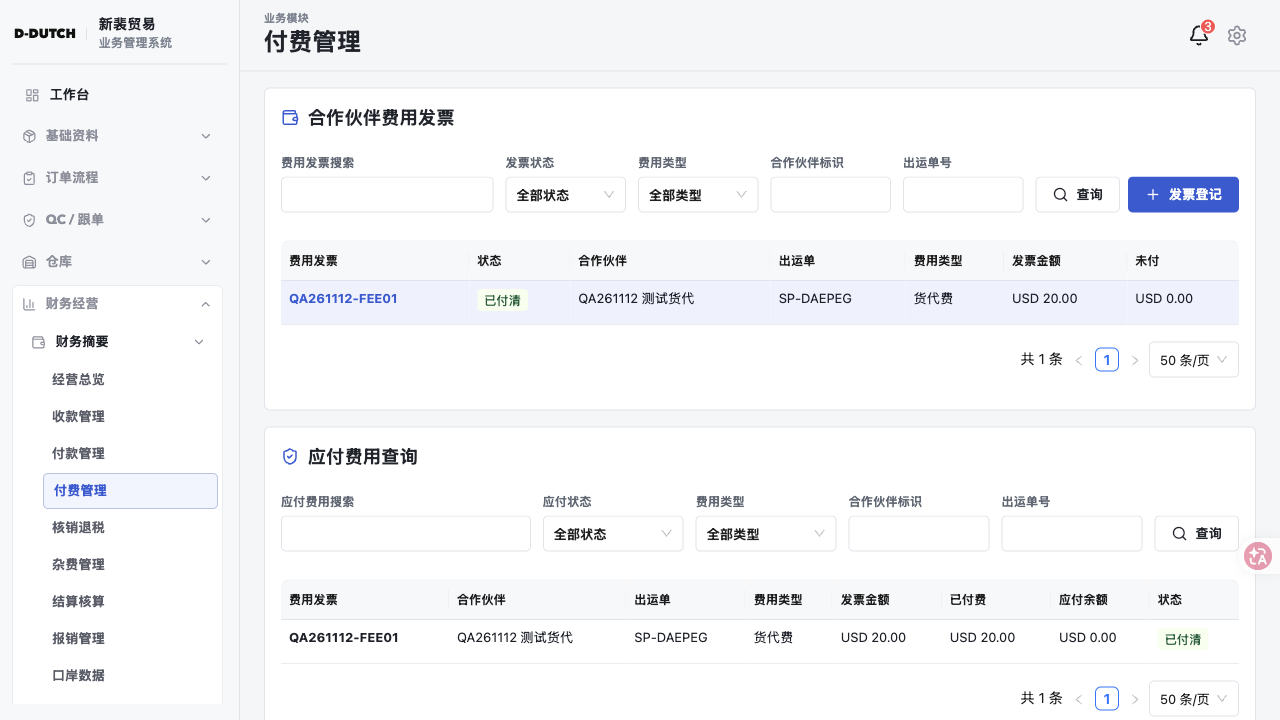 D-DUTCH
新裴贸易
业务管理系统
工作台
基础资料
订单流程
QC / 跟单
仓库
财务经营
财务摘要
经营总览
收款管理
付款管理
付费管理
核销退税
杂费管理
结算核算
报销管理
口岸数据
业务模块
付费管理
3
合作伙伴费用发票
费用发票搜索 发票状态 费用类型 合作伙伴标识 出运单号
全部状态 全部类型 查询 发票登记
费用发票 状态 合作伙伴 出运单 费用类型 发票金额 未付
QA261112-FEE01 已付清 QA261112 测试货代 SP-DAEPEG 货代费 USD 20.00 USD 0.00
共 1 条 1 50 条/页
应付费用查询
应付费用搜索 应付状态 费用类型 合作伙伴标识 出运单号
全部状态 全部类型 查询
费用发票 合作伙伴 出运单 费用类型 发票金额 已付费 应付余额 状态
QA261112-FEE01 QA261112 测试货代 SP-DAEPEG 货代费 USD 20.00 USD 20.00 USD 0.00 已付清
共 1 条 1 50 条/页